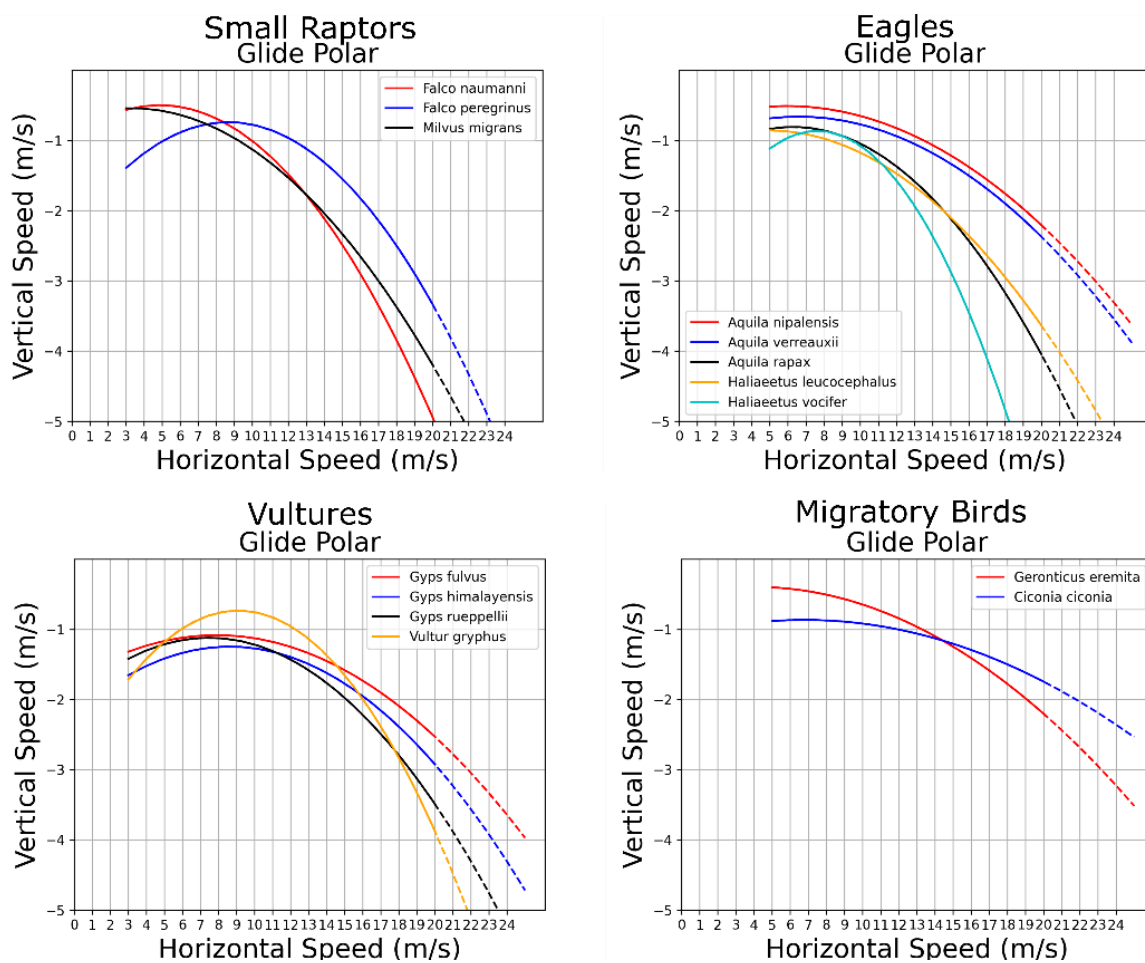 Small Raptors
Glide Polar
Falco naumanni
Falco peregrinus
Milvus migrans
−1
−2
−3
−4
−5
Vertical Speed (m/s)
0 1 2 3 4 5 6 7 8 9 10 11 12 13 14 15 16 17 18 19 20 21 22 23 24
Horizontal Speed (m/s)
Eagles
Glide Polar
−1
−2
−3
−4
−5
Vertical Speed (m/s)
Aquila nipalensis
Aquila verreauxii
Aquila rapax
Haliaeetus leucocephalus
Haliaeetus vocifer
0 1 2 3 4 5 6 7 8 9 10 11 12 13 14 15 16 17 18 19 20 21 22 23 24
Horizontal Speed (m/s)
Vultures
Glide Polar
Gyps fulvus
Gyps himalayensis
Gyps rueppellii
Vultur gryphus
−1
−2
−3
−4
−5
Vertical Speed (m/s)
0 1 2 3 4 5 6 7 8 9 10 11 12 13 14 15 16 17 18 19 20 21 22 23 24
Horizontal Speed (m/s)
Migratory Birds
Glide Polar
Geronticus eremita
Ciconia ciconia
−1
−2
−3
−4
−5
Vertical Speed (m/s)
0 1 2 3 4 5 6 7 8 9 10 11 12 13 14 15 16 17 18 19 20 21 22 23 24
Horizontal Speed (m/s)